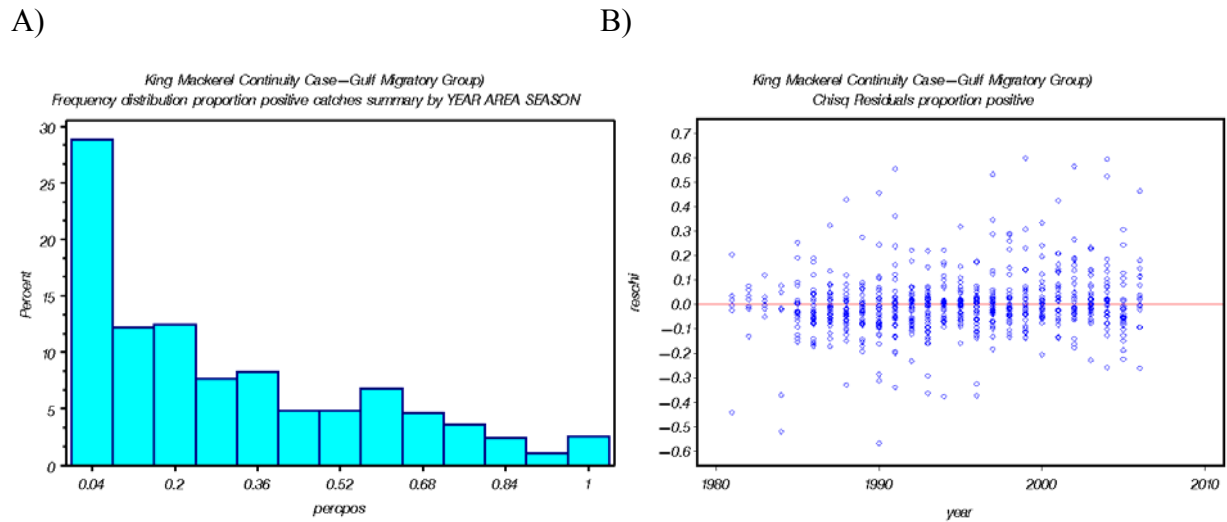 A)
B)
King Mackerel Continuity Case–Gulf Migratory Group)
Frequency distribution proportion positive catches summary by YEAR AREA SEASON
30
25
20
15
10
5
0
Percent
0.04 0.2 0.36 0.52 0.68 0.84 1
percpos
King Mackerel Continuity Case–Gulf Migratory Group)
Chisq Residuals proportion positive
0.7
0.6
0.5
0.4
0.3
0.2
0.1
0.0
−0.1
−0.2
−0.3
−0.4
−0.5
−0.6
reschi
1980 1990 2000 2010
year